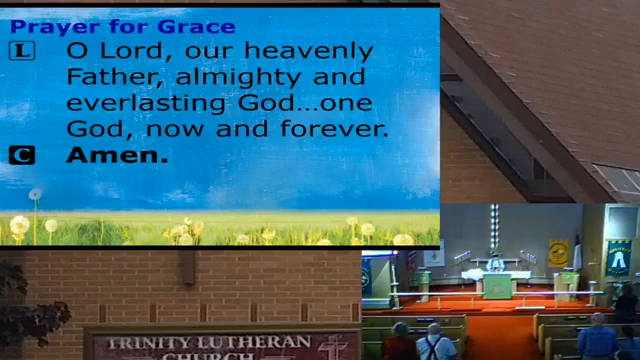 Prayer for Grace
L O Lord, our heavenly
Father, almighty and
everlasting God...one
God, now and forever.
C Amen.
TRINITY LUTHERAN
CHURCH